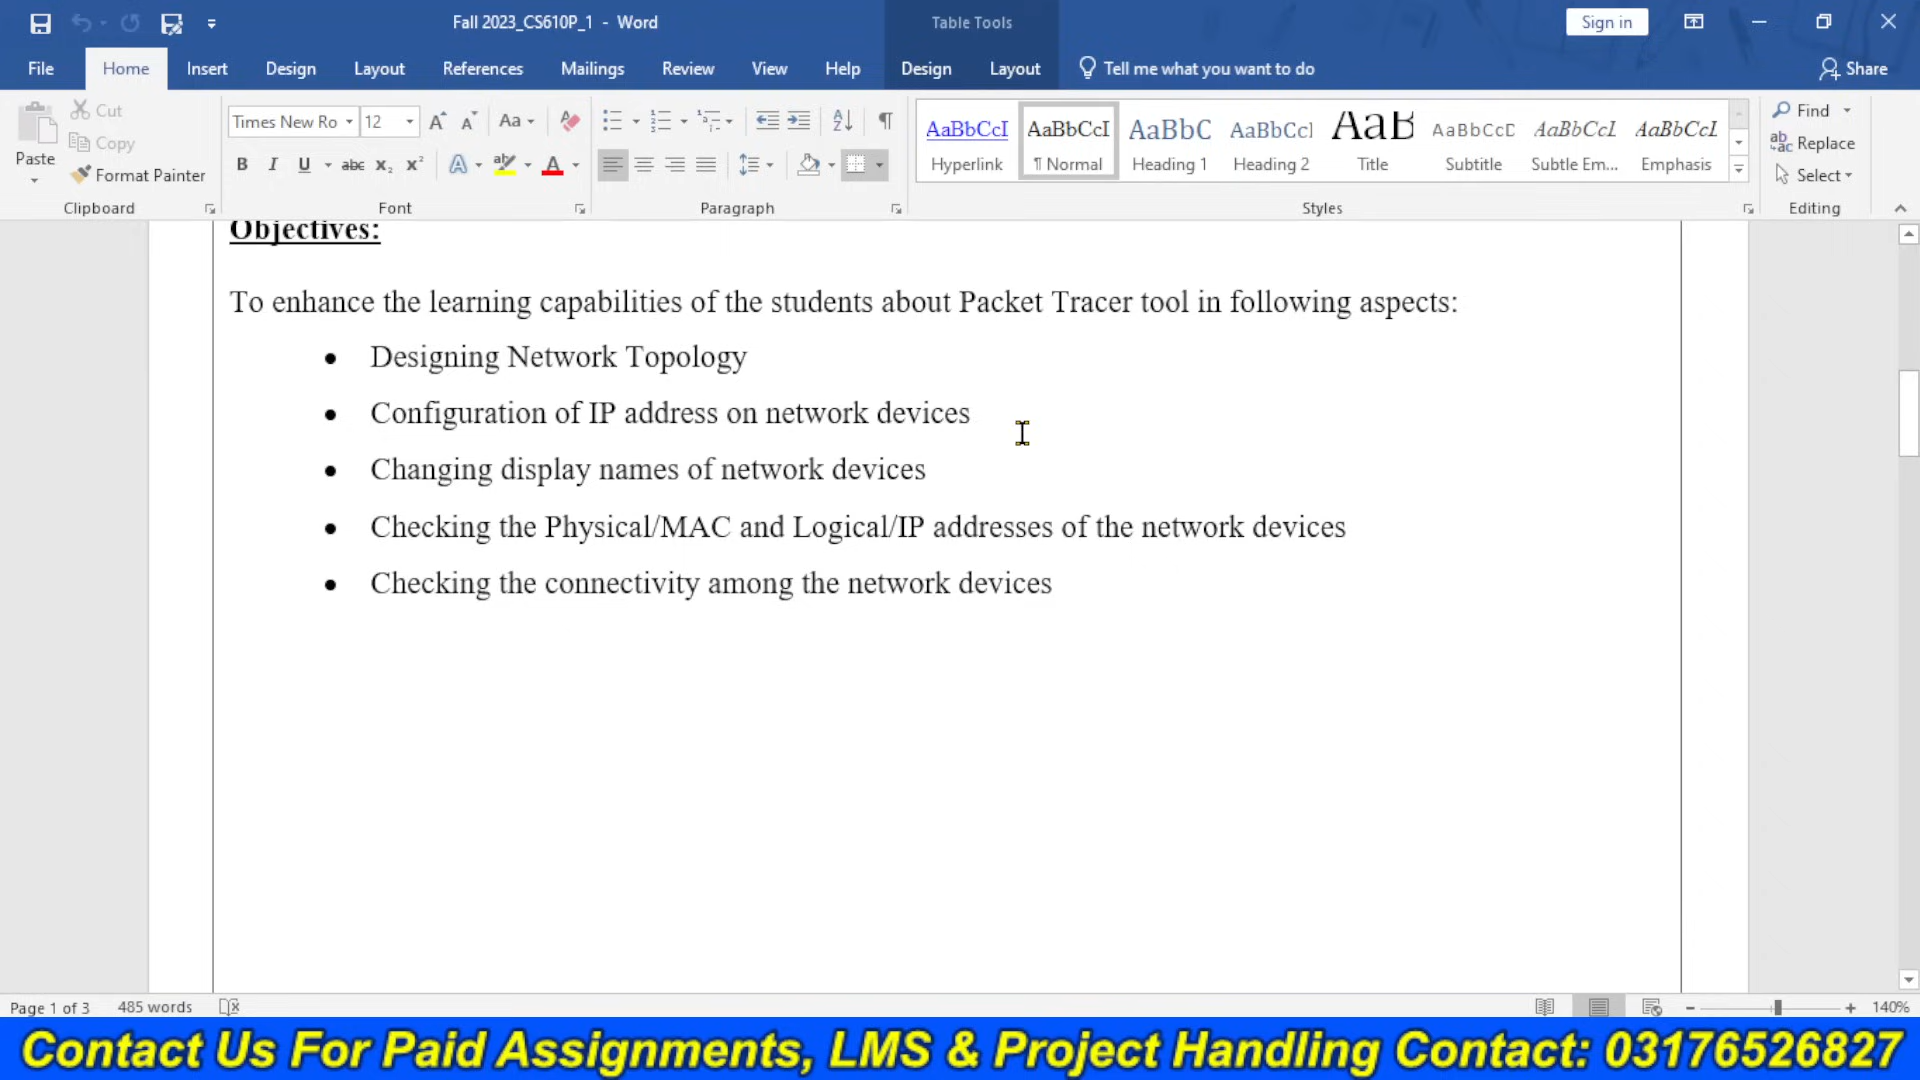 Fall 2023_CS610P_1 - Word
Table Tools
Sign in
File
Home
Insert
Design
Layout
References
Mailings
Review
View
Help
Design
Layout
Tell me what you want to do
Share
Paste
Cut
Copy
Format Painter
Clipboard
Times New Ro
12
Font
Paragraph
AaBbCcI
Hyperlink
AaBbCcI
¶ Normal
AaBbC
Heading 1
AaBbCcI
Heading 2
AaB
Title
AaBbCcD
Subtitle
AaBbCcI
Subtle Em...
AaBbCcI
Emphasis
Styles
Find
Replace
Select
Editing
Objectives:
To enhance the learning capabilities of the students about Packet Tracer tool in following aspects:
• Designing Network Topology
• Configuration of IP address on network devices
• Changing display names of network devices
• Checking the Physical/MAC and Logical/IP addresses of the network devices
• Checking the connectivity among the network devices
Page 1 of 3
485 words
140%
Contact Us For Paid Assignments, LMS & Project Handling Contact: 03176526827